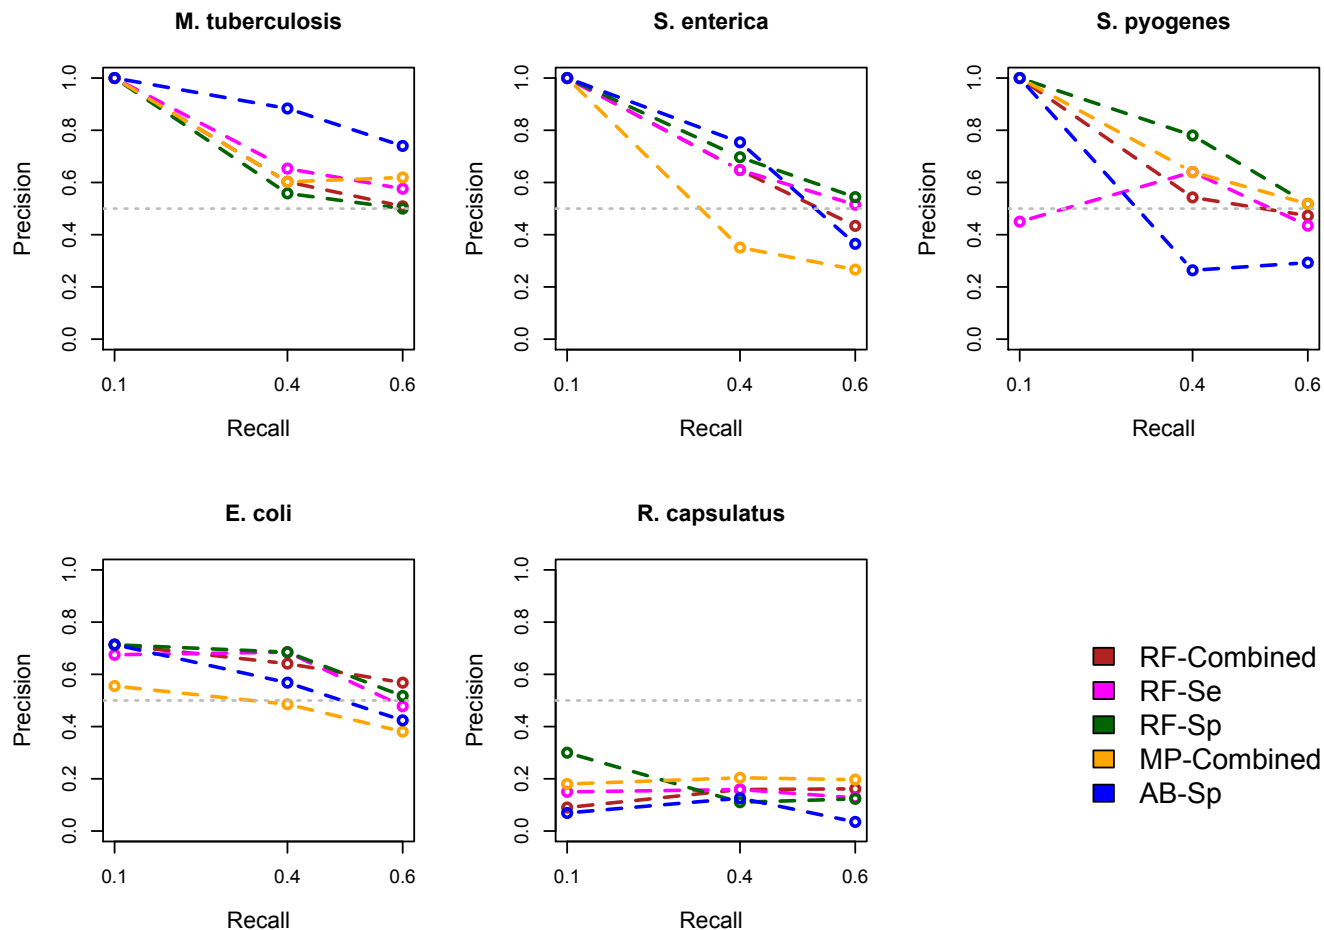 M. tuberculosis
1.0
0.8
0.6
0.4
0.2
0.0
Precision
0.1 0.4 0.6
Recall
S. enterica
1.0
0.8
0.6
0.4
0.2
0.0
Precision
0.1 0.4 0.6
Recall
S. pyogenes
1.0
0.8
0.6
0.4
0.2
0.0
Precision
0.1 0.4 0.6
Recall
E. coli
1.0
0.8
0.6
0.4
0.2
0.0
Precision
0.1 0.4 0.6
Recall
R. capsulatus
1.0
0.8
0.6
0.4
0.2
0.0
Precision
0.1 0.4 0.6
Recall
RF-Combined
RF-Se
RF-Sp
MP-Combined
AB-Sp